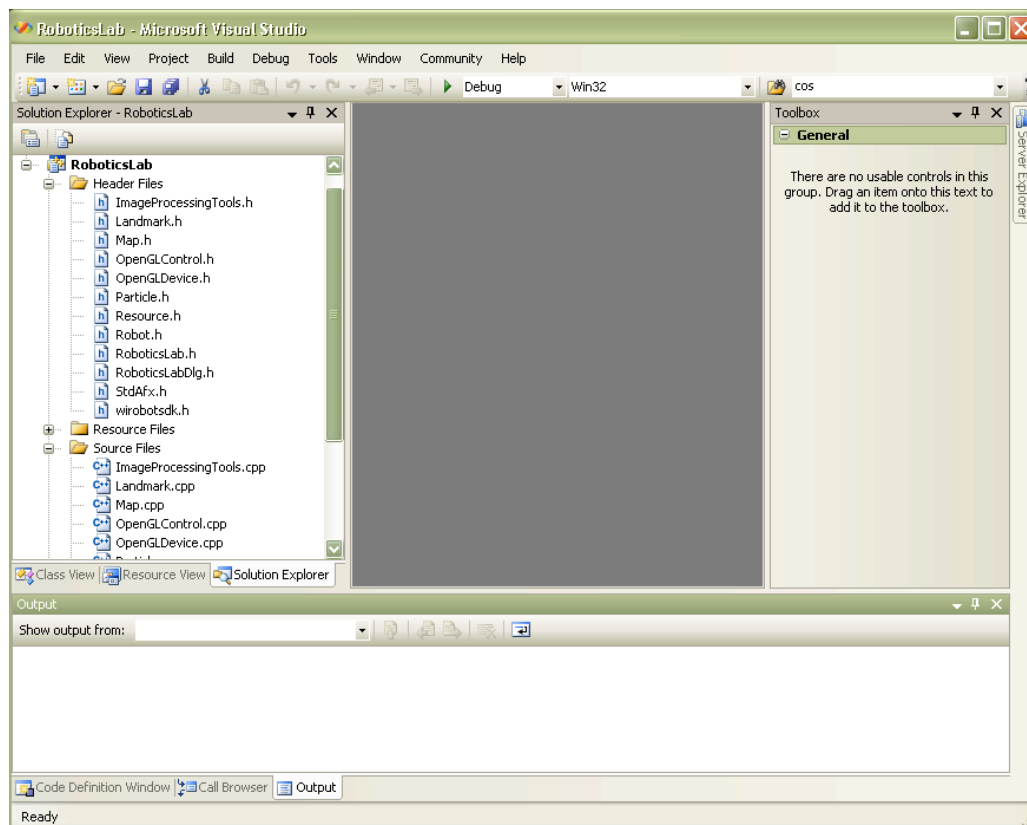 RoboticsLab - Microsoft Visual Studio
File Edit View Project Build Debug Tools Window Community Help
Debug Win32 cos
Solution Explorer - RoboticsLab
RoboticsLab
Header Files
ImageProcessingTools.h
Landmark.h
Map.h
OpenGLControl.h
OpenGLDevice.h
Particle.h
Resource.h
Robot.h
RoboticsLab.h
RoboticsLabDlg.h
StdAfx.h
wirobotsdk.h
Resource Files
Source Files
ImageProcessingTools.cpp
Landmark.cpp
Map.cpp
OpenGLControl.cpp
OpenGLDevice.cpp
Class View Resource View Solution Explorer
Toolbox
General
There are no usable controls in this
group. Drag an item onto this text to
add it to the toolbox.
Server Explorer
Output
Show output from:
Code Definition Window Call Browser Output
Ready